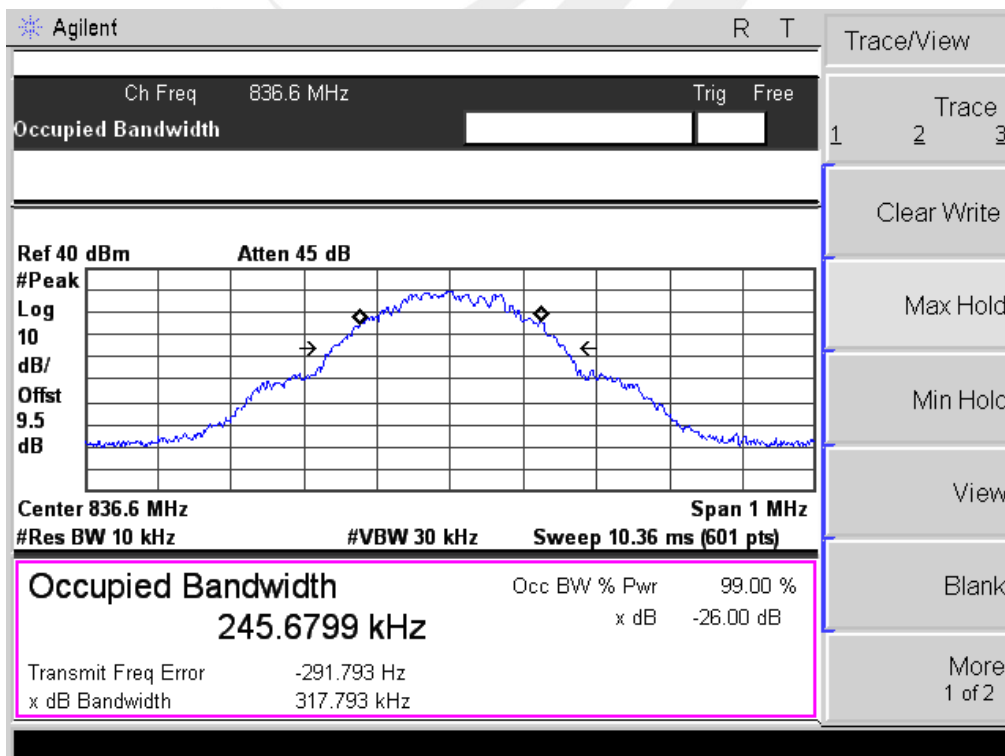 Agilent
R T
Trace/View
Ch Freq 836.6 MHz Trig Free
Occupied Bandwidth
Trace
1 2 3
Clear Write
Max Hold
Min Hold
View
Blank
More
1 of 2
Ref 40 dBm Atten 45 dB
#Peak
Log
10
dB/
Offst
9.5
dB
Center 836.6 MHz Span 1 MHz
#Res BW 10 kHz #VBW 30 kHz Sweep 10.36 ms (601 pts)
Occupied Bandwidth
245.6799 kHz
Occ BW % Pwr 99.00 %
x dB -26.00 dB
Transmit Freq Error -291.793 Hz
x dB Bandwidth 317.793 kHz